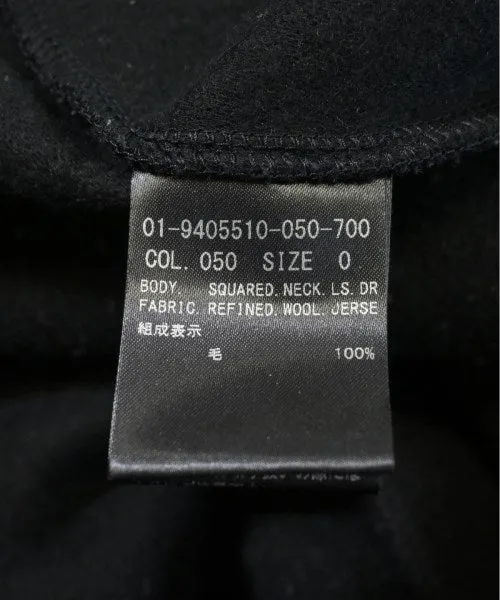 01-9405510-050-700
COL. 050 SIZE 0
BODY. SQUARED. NECK. LS. DR
FABRIC. REFINED. WOOL. JERSE
組成表示
毛 100%